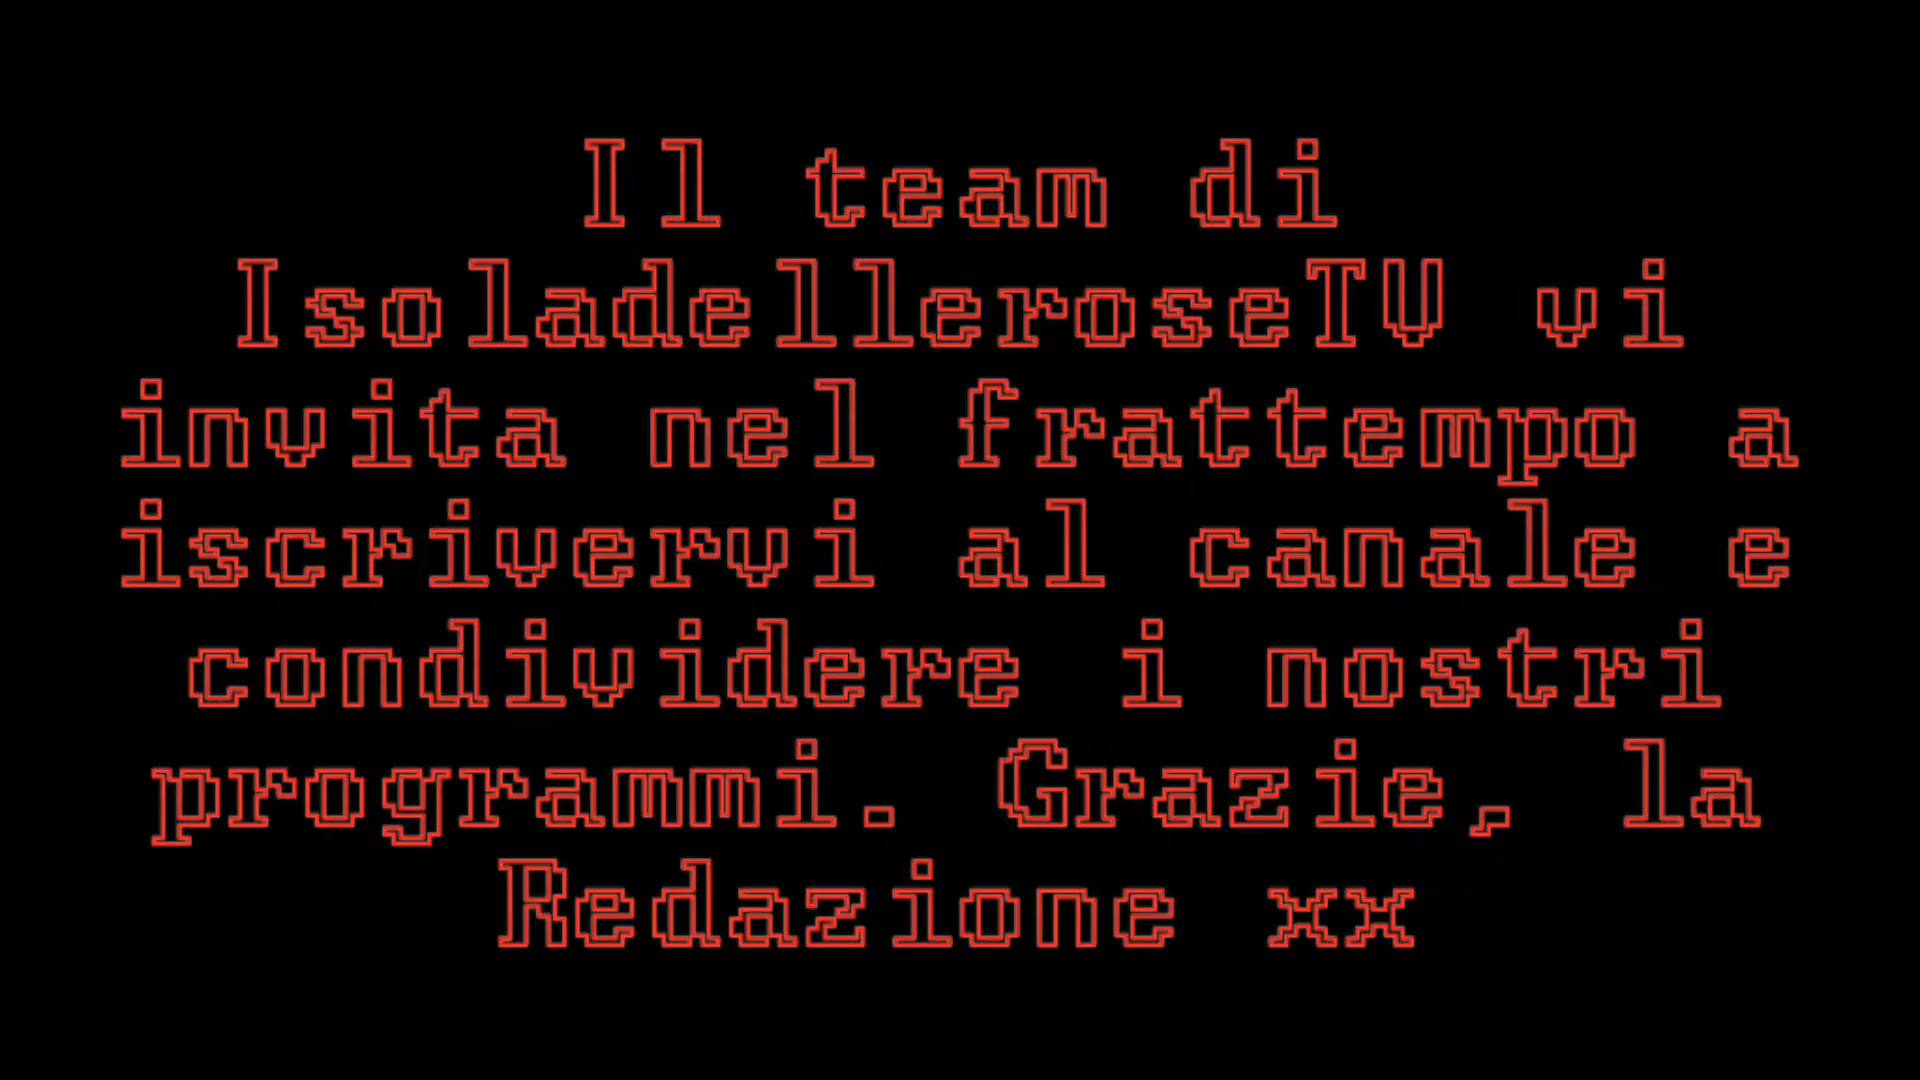 Il team di
IsoladelleroseTV vi
invita nel frattempo a
iscrivervi al canale e
condividere i nostri
programmi. Grazie, la
Redazione xx